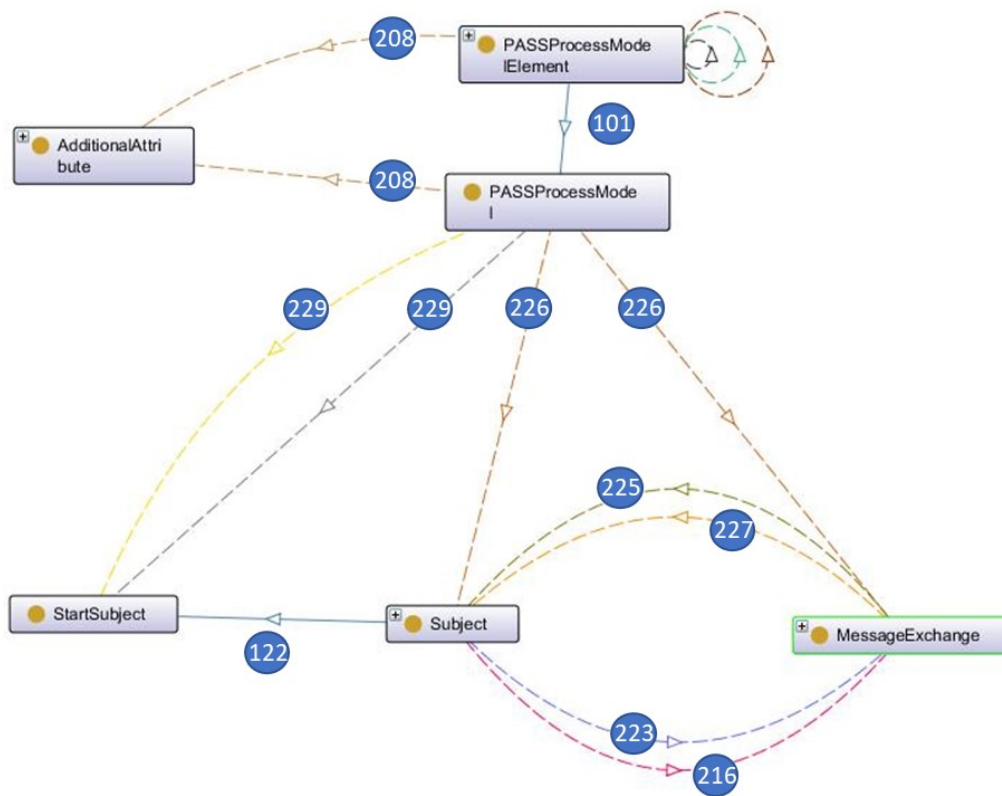 208
PASSProcessMode
lElement
101
AdditionalAttri
bute
208
PASSProcessMode
l
229
229
226
226
225
227
StartSubject
Subject
MessageExchange
122
223
216